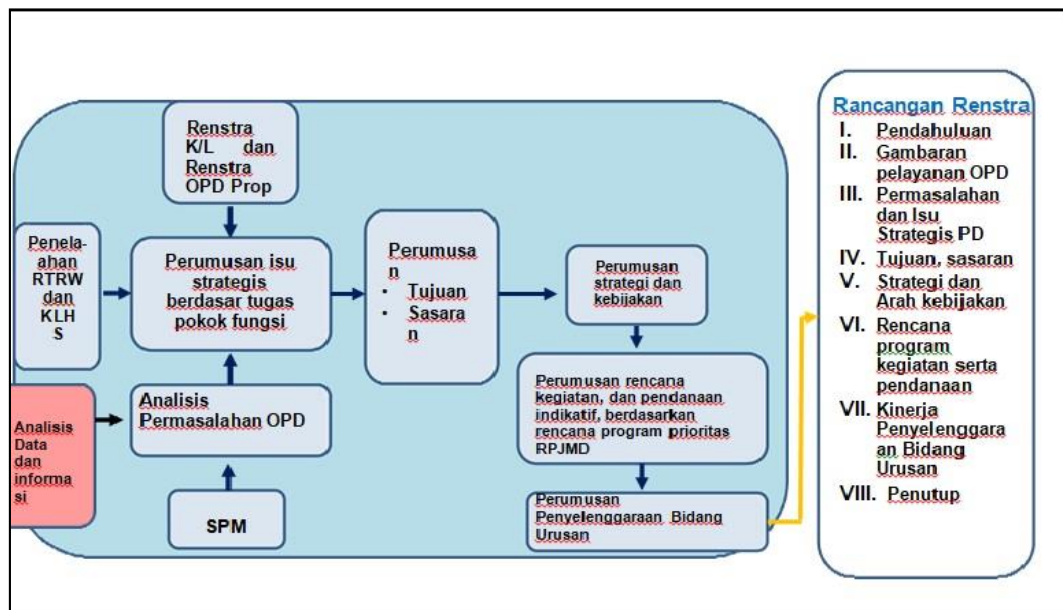 Renstra
K/L dan
Renstra
OPD Prop
Penela-
ahan
RTRW
dan
KLH
S
Perumusan isu
strategis
berdasar tugas
pokok fungsi
Perumusa
n
• Tujuan
• Sasara
n
Perumusan
strategi dan
kebijakan
Analisis
Data
dan
informa
si
Analisis
Permasalahan OPD
SPM
Perumusan rencana
kegiatan, dan pendanaan
indikatif, berdasarkan
rencana program prioritas
RPJMD
Perumusan
Penyelenggaraan Bidang
Urusan
Rancangan Renstra
I. Pendahuluan
II. Gambaran
pelayanan OPD
III. Permasalahan
dan Isu
Strategis PD
IV. Tujuan, sasaran
V. Strategi dan
Arah kebijakan
VI. Rencana
program
kegiatan serta
pendanaan
VII. Kinerja
Penyelenggara
an Bidang
Urusan
VIII. Penutup